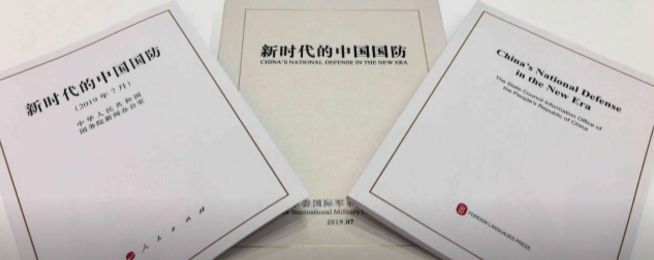 新时代的中国国防
(2019年7月)
中华人民共和国
国务院新闻办公室
人民出版社
新时代的中国国防
CHINA'S NATIONAL DEFENSE IN THE NEW ERA
国际军
International Military
2019.07
China's National Defense
in the New Era
The State Council Information Office of
the People's Republic of China
FOREIGN LANGUAGES PRESS